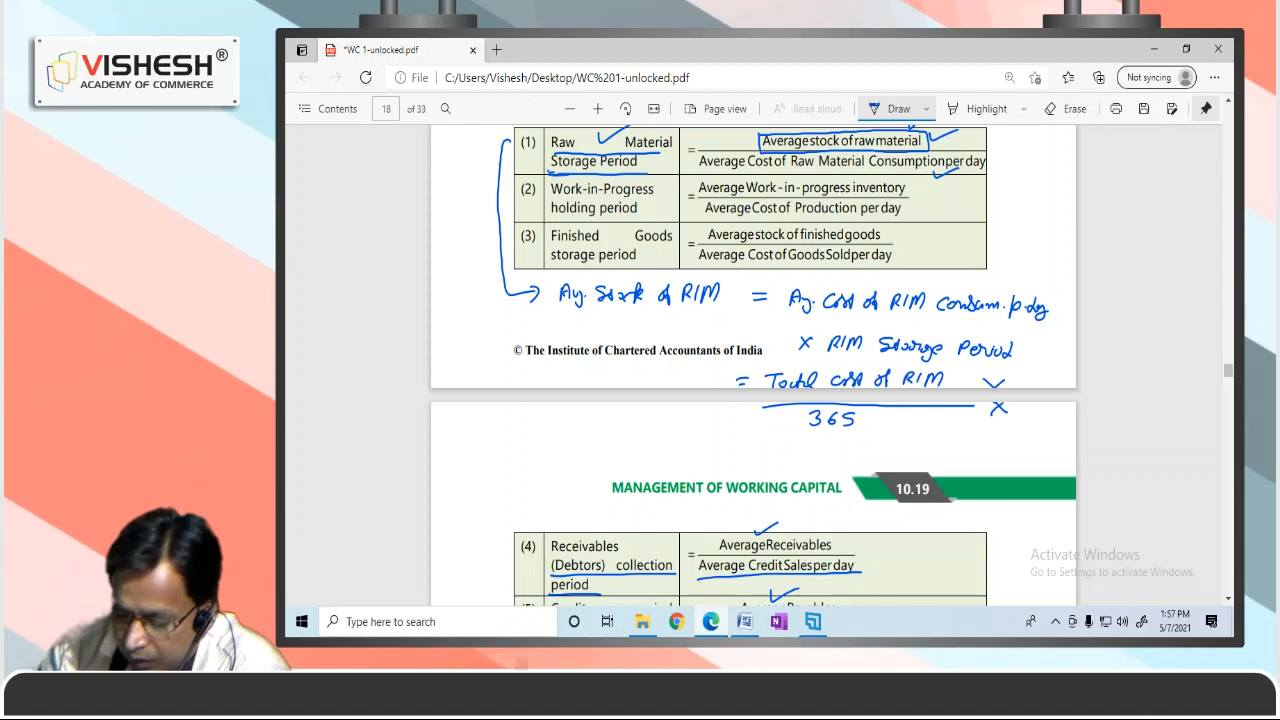 VISHESH®
ACADEMY OF COMMERCE
*WC 1-unlocked.pdf
File C:/Users/Vishesh/Desktop/WC%201-unlocked.pdf
Not syncing
Contents 18 of 33 Page view Read aloud Draw Highlight Erase
(1) Raw Material Storage Period = Average stock of raw material
Average Cost of Raw Material Consumption per day
(2) Work-in-Progress holding period = Average Work - in - progress inventory
Average Cost of Production per day
(3) Finished Goods storage period = Average stock of finished goods
Average Cost of Goods Sold per day
Av. Stock of R/M = Av. Cost of R/M Consum. p. day
x R/M Storage Period
© The Institute of Chartered Accountants of India
= Total cost of R/M
365 x
MANAGEMENT OF WORKING CAPITAL 10.19
(4) Receivables (Debtors) collection period = Average Receivables
Average Credit Sales per day
Activate Windows
Go to Settings to activate Windows.
Type here to search
1:57 PM
5/7/2021